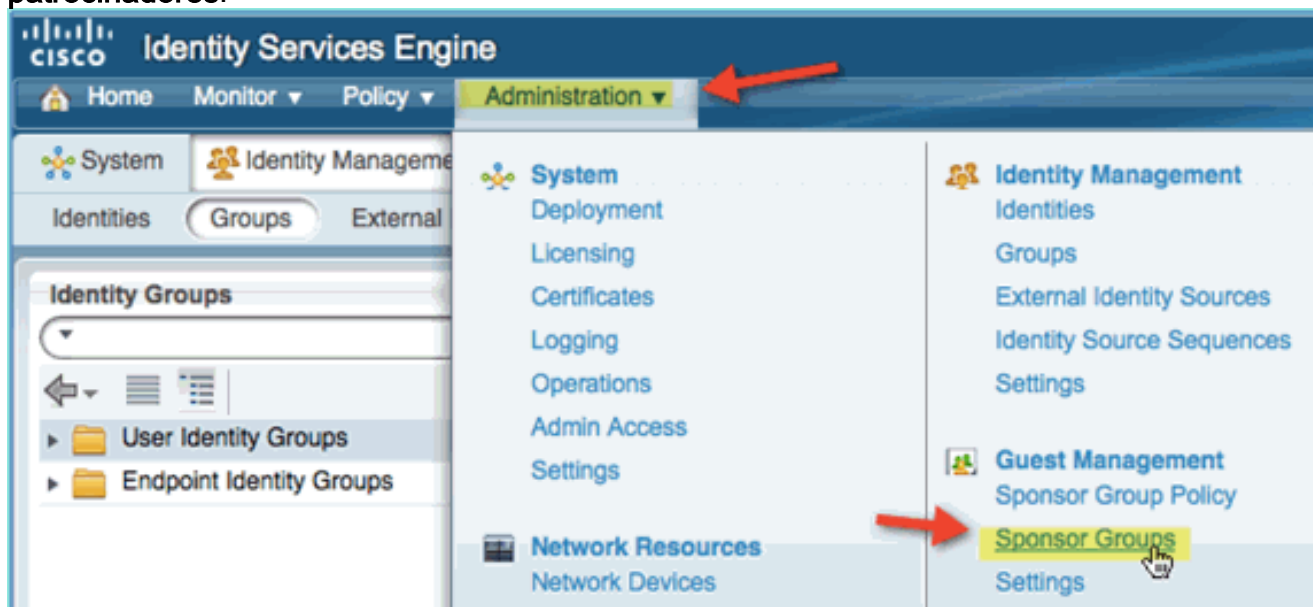 patrocinadores.
CISCO Identity Services Engine
Home Monitor Policy Administration
System Identity Manageme
Identities Groups External
Identity Groups
User Identity Groups
Endpoint Identity Groups
System
Deployment
Licensing
Certificates
Logging
Operations
Admin Access
Settings
Network Resources
Network Devices
Identity Management
Identities
Groups
External Identity Sources
Identity Source Sequences
Settings
Guest Management
Sponsor Group Policy
Sponsor Groups
Settings